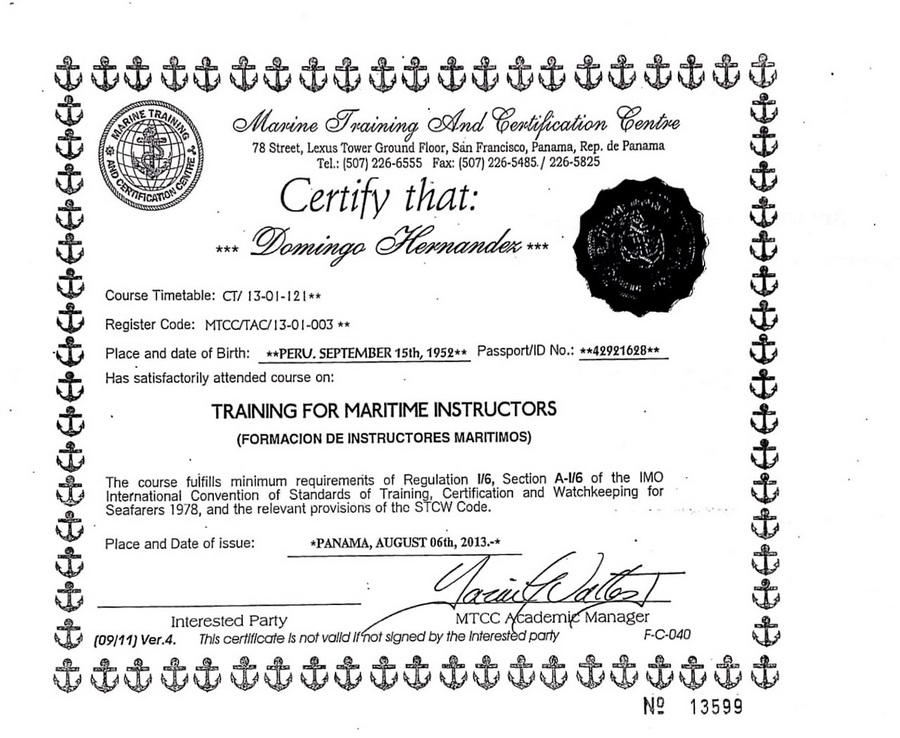 MARINE TRAINING
AND CERTIFICATION CENTRE
Marine Training And Certification Centre
78 Street, Lexus Tower Ground Floor, San Francisco, Panama, Rep. de Panama
Tel.: (507) 226-6555 Fax: (507) 226-5485./ 226-5825
Certify that:
*** Domingo Hernandez ***
Course Timetable: CT/ 13-01-121**
Register Code: MTCC/TAC/13-01-003 **
Place and date of Birth: **PERU. SEPTEMBER 15th, 1952** Passport/ID No.: **42921628**
Has satisfactorily attended course on:
TRAINING FOR MARITIME INSTRUCTORS
(FORMACION DE INSTRUCTORES MARITIMOS)
The course fulfills minimum requirements of Regulation I/6, Section A-I/6 of the IMO
International Convention of Standards of Training, Certification and Watchkeeping for
Seafarers 1978, and the relevant provisions of the STCW Code.
Place and Date of issue: *PANAMA, AUGUST 06th, 2013.-*
Interested Party
MTCC Academic Manager
(09/11) Ver.4. This certificate is not valid if not signed by the interested party F-C-040
Nº 13599